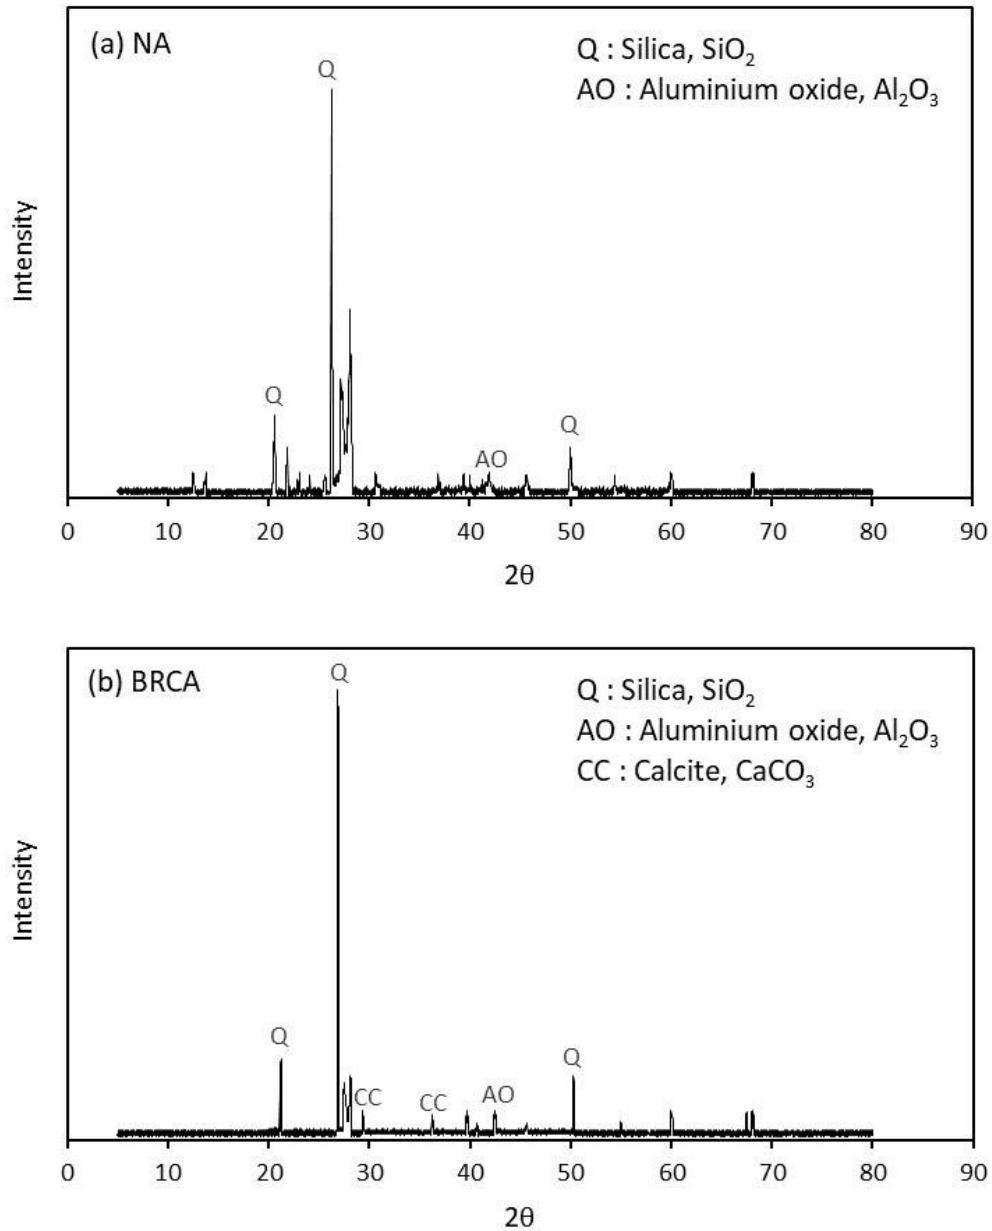 (a) NA
Q : Silica, SiO₂
AO : Aluminium oxide, Al₂O₃
Q
Q
Q
AO
Intensity
0 10 20 30 40 50 60 70 80 90
2θ
(b) BRCA
Q : Silica, SiO₂
AO : Aluminium oxide, Al₂O₃
CC : Calcite, CaCO₃
Q
Q
Q
CC
CC
AO
Intensity
0 10 20 30 40 50 60 70 80 90
2θ